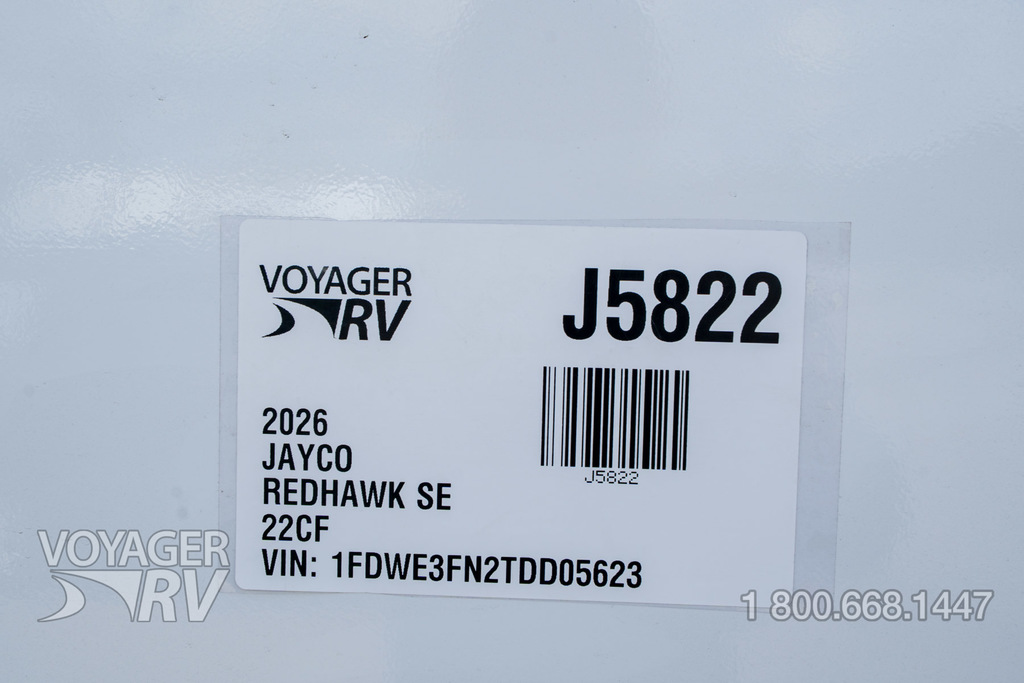 VOYAGER
RV
J5822
J5822
2026
JAYCO
REDHAWK SE
22CF
VIN: 1FDWE3FN2TDD05623
VOYAGER
RV
1 800.668.1447